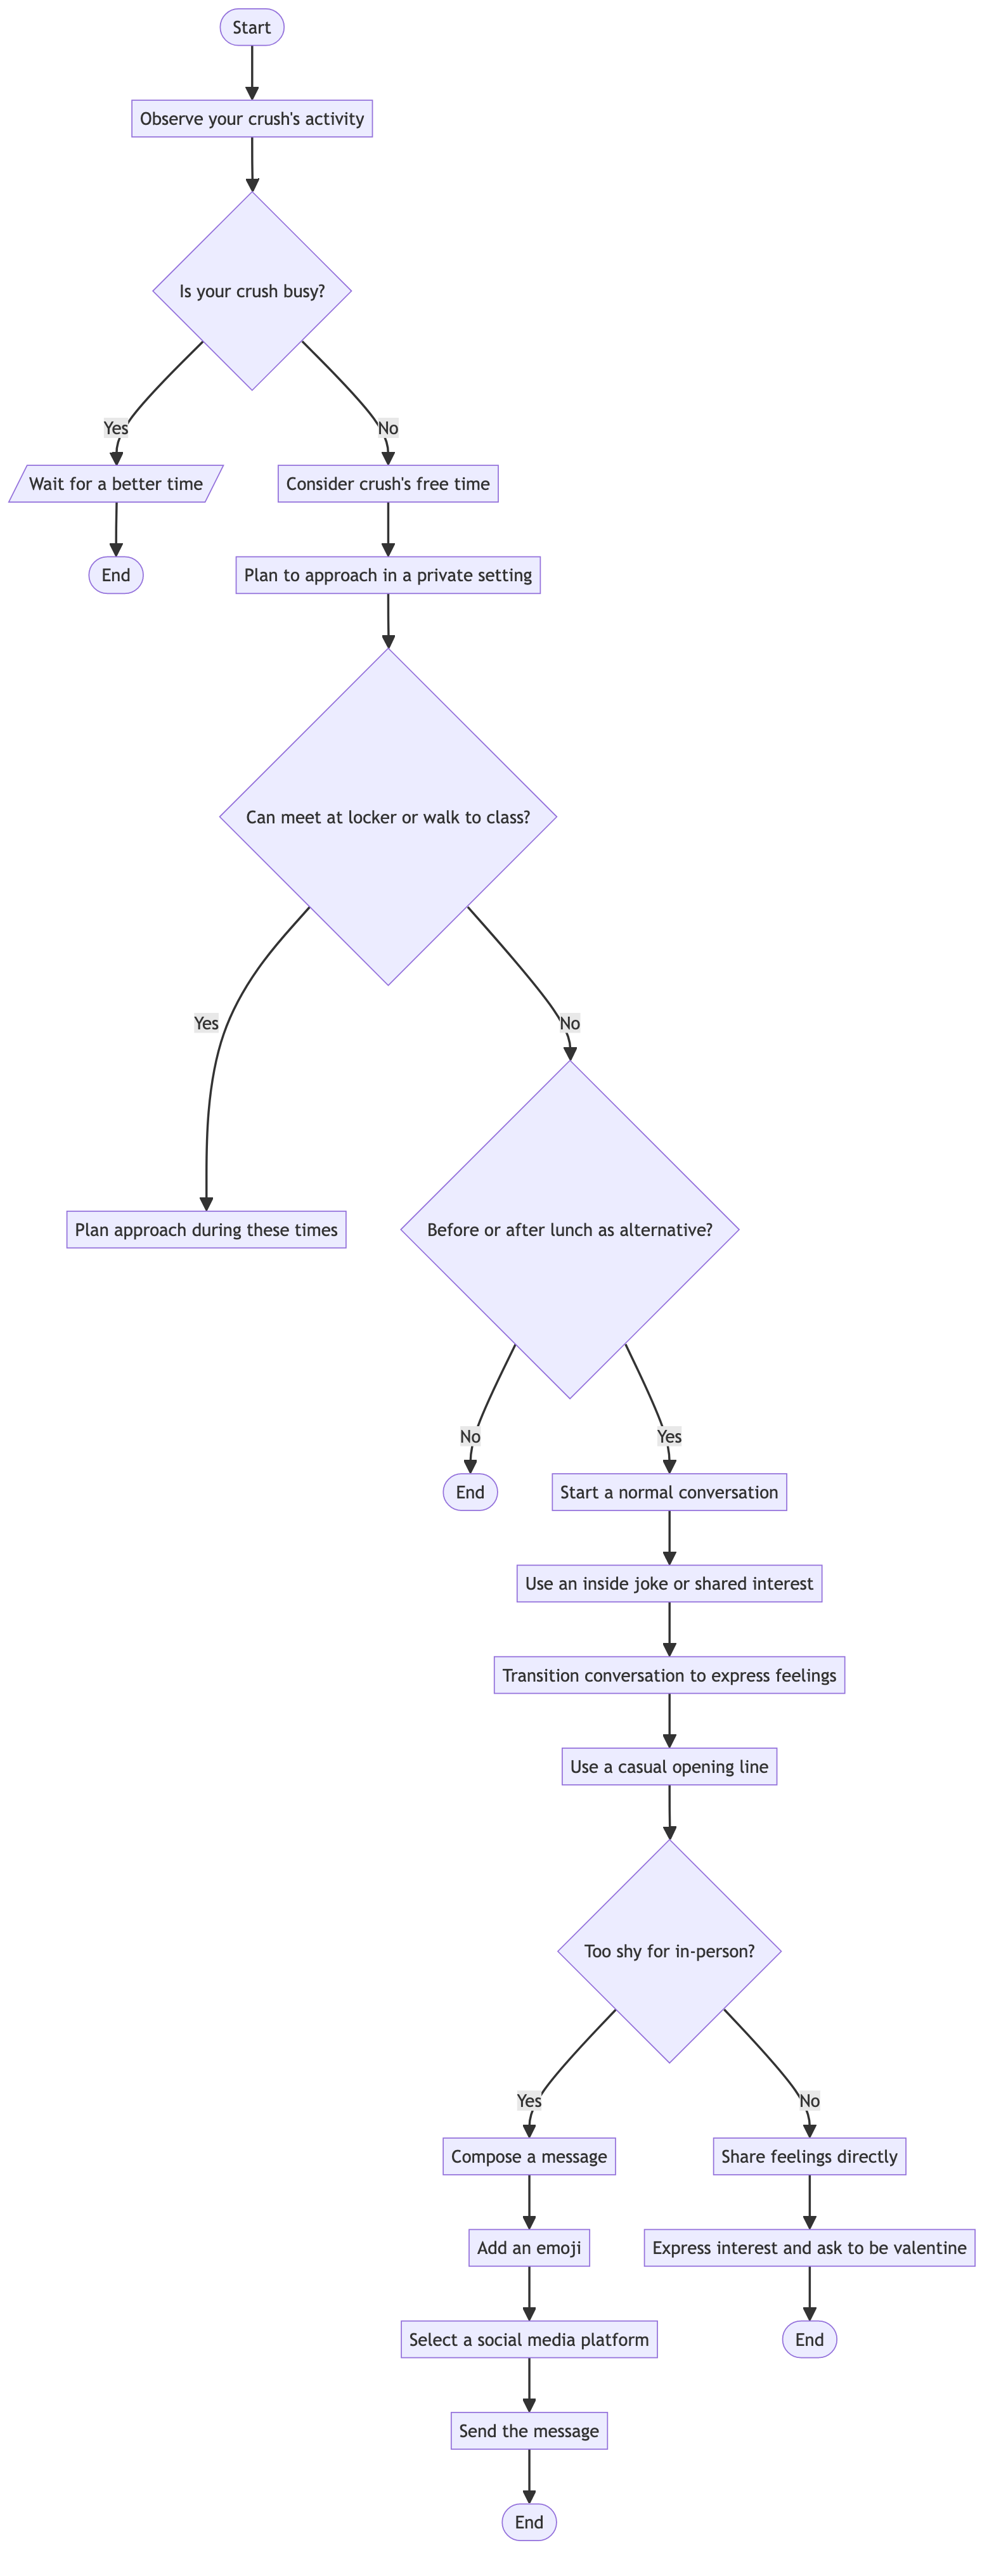 Start
Observe your crush's activity
Is your crush busy?
Yes
No
Wait for a better time
Consider crush's free time
End
Plan to approach in a private setting
Can meet at locker or walk to class?
Yes
No
Plan approach during these times
Before or after lunch as alternative?
No
Yes
End
Start a normal conversation
Use an inside joke or shared interest
Transition conversation to express feelings
Use a casual opening line
Too shy for in-person?
Yes
No
Compose a message
Share feelings directly
Add an emoji
Express interest and ask to be valentine
Select a social media platform
End
Send the message
End